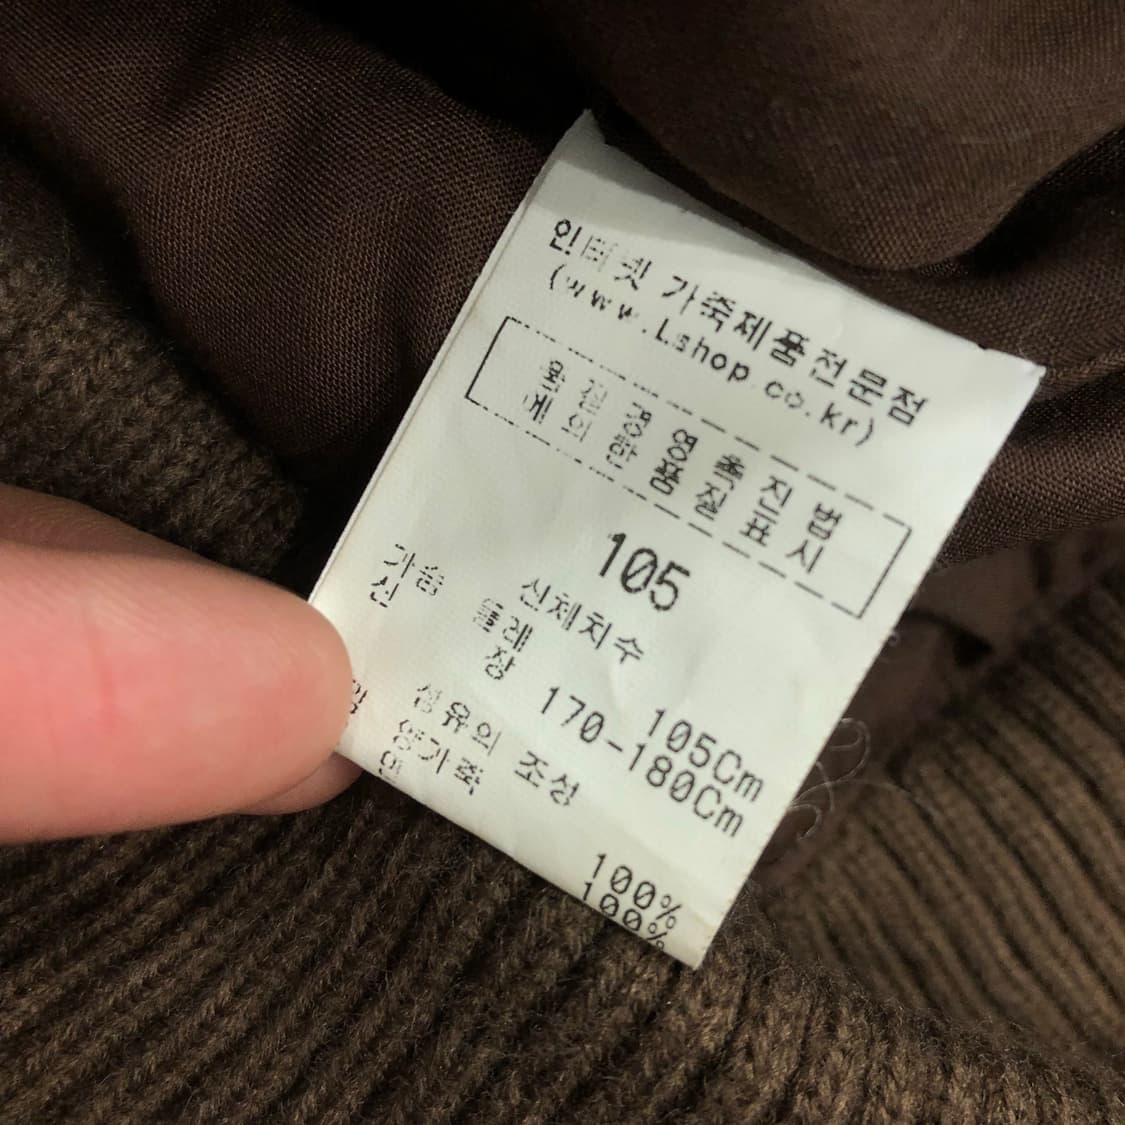 인터넷 가죽제품전문점
(www.Lshop.co.kr)
품질경영촉진법
에의한품질표시
105
신체치수
가슴둘레 105Cm
신장 170-180Cm
섬유의 조성
양가죽 100%
100%